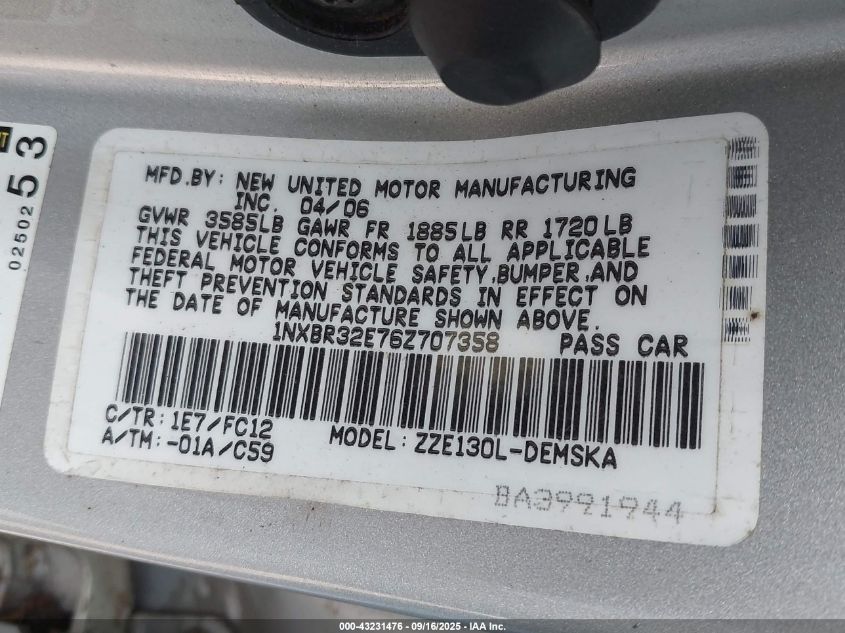 MFD.BY: NEW UNITED MOTOR MANUFACTURING
INC. 04/06
GVWR 3585LB GAWR FR 1885LB RR 1720LB
THIS VEHICLE CONFORMS TO ALL APPLICABLE
FEDERAL MOTOR VEHICLE SAFETY,BUMPER,AND
THEFT PREVENTION STANDARDS IN EFFECT ON
THE DATE OF MANUFACTURE SHOWN ABOVE.
1NXBR32E76Z707358 PASS CAR
C/TR: 1E7/FC12
A/TM:-01A/C59
MODEL: ZZE130L-DEMSKA
BA3991944
0250253
000-43231476 - 09/16/2025 - IAA Inc.